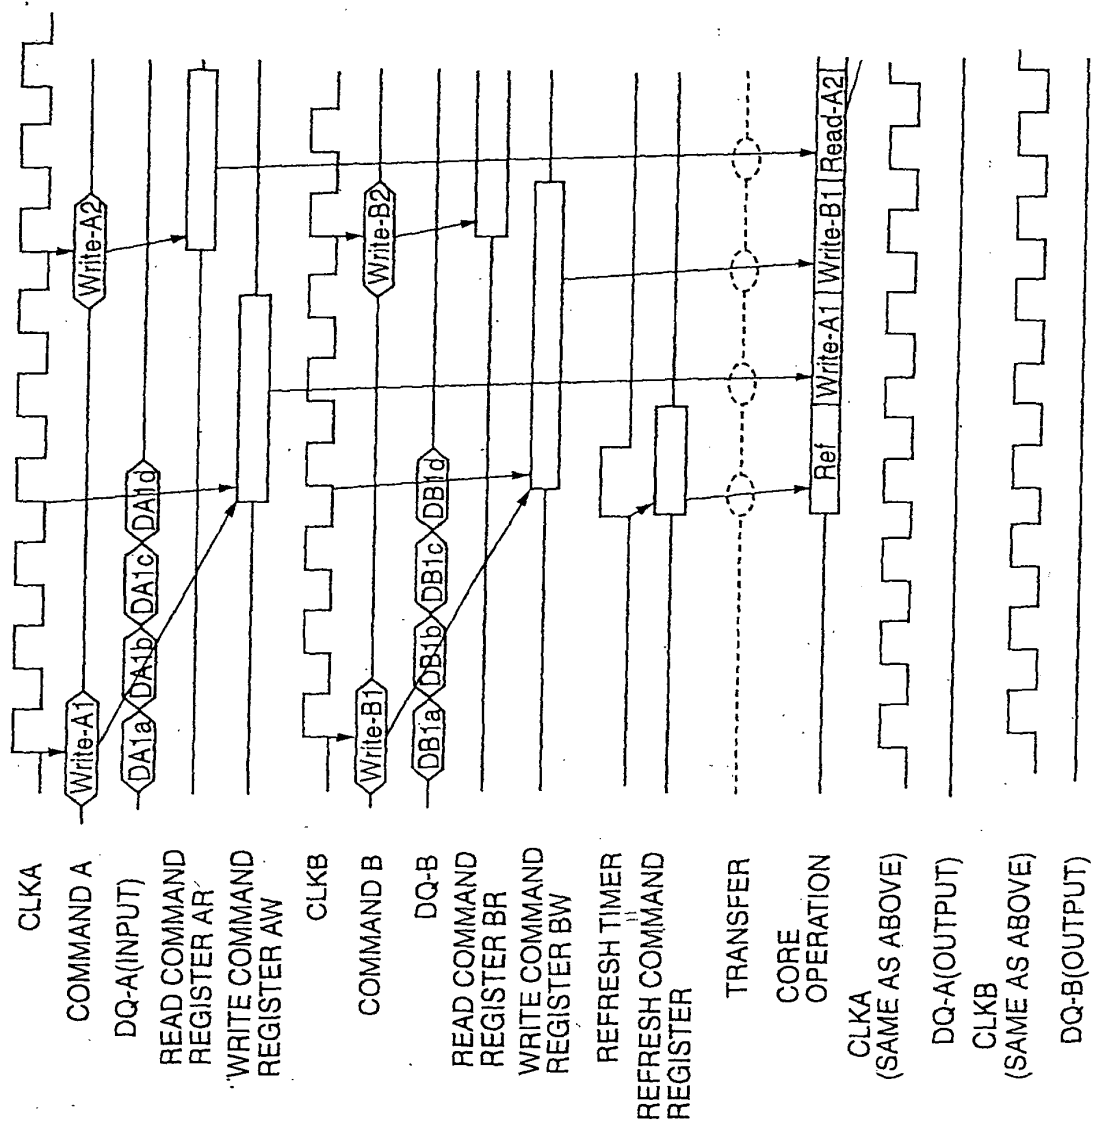 CLKA
COMMAND A
Write-A1
Write-A2
DQ-A(INPUT)
DA1a
DA1b
DA1c
DA1d
READ COMMAND
REGISTER AR
WRITE COMMAND
REGISTER AW
CLKB
COMMAND B
Write-B1
Write-B2
DQ-B
DB1a
DB1b
DB1c
DB1d
READ COMMAND
REGISTER BR
WRITE COMMAND
REGISTER BW
REFRESH TIMER
REFRESH COMMAND
REGISTER
TRANSFER
CORE
OPERATION
Ref
Write-A1
Write-B1
Read-A2
CLKA
(SAME AS ABOVE)
DQ-A(OUTPUT)
CLKB
(SAME AS ABOVE)
DQ-B(OUTPUT)